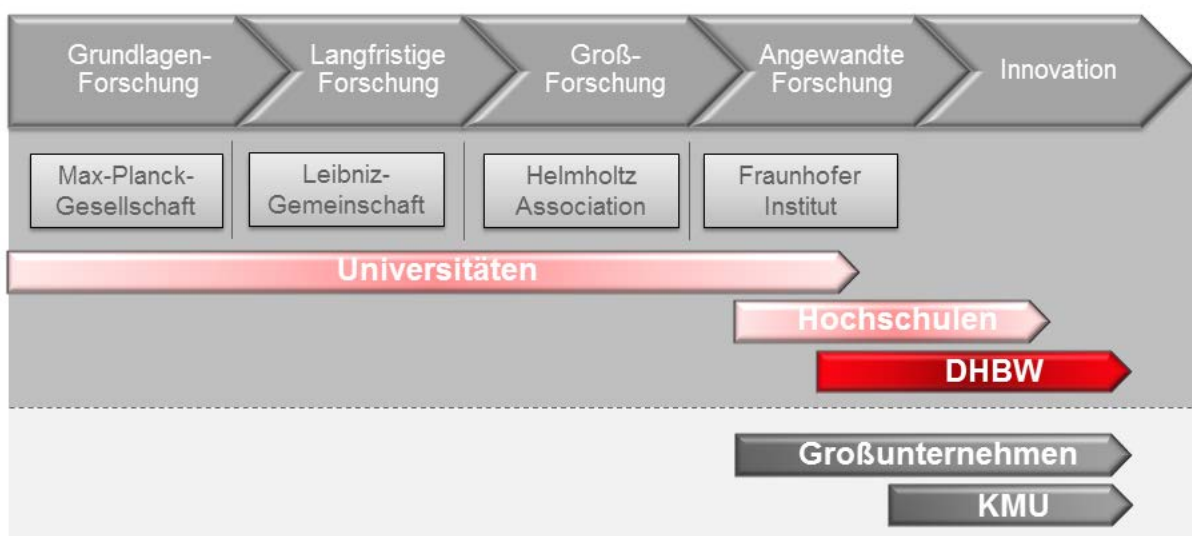 Grundlagen-
Forschung
Langfristige
Forschung
Groß-
Forschung
Angewandte
Forschung
Innovation
Max-Planck-
Gesellschaft
Leibniz-
Gemeinschaft
Helmholtz
Association
Fraunhofer
Institut
Universitäten
Hochschulen
DHBW
Großunternehmen
KMU